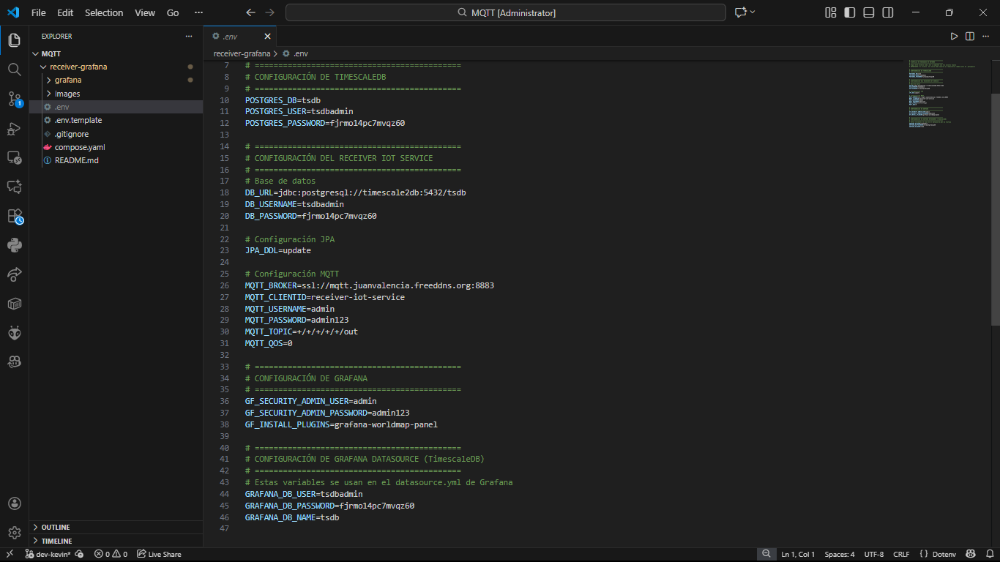 File Edit Selection View Go ···
MQTT [Administrator]
EXPLORER
MQTT
receiver-grafana
grafana
images
.env
.env.template
.gitignore
compose.yaml
README.md
OUTLINE
TIMELINE
.env
receiver-grafana > .env
7 # ============================================
8 # CONFIGURACIÓN DE TIMESCALEDB
9 # ============================================
10 POSTGRES_DB=tsdb
11 POSTGRES_USER=tsdbadmin
12 POSTGRES_PASSWORD=fjrmo14pc7mvqz60
13
14 # ============================================
15 # CONFIGURACIÓN DEL RECEIVER IOT SERVICE
16 # ============================================
17 # Base de datos
18 DB_URL=jdbc:postgresql://timescale2db:5432/tsdb
19 DB_USERNAME=tsdbadmin
20 DB_PASSWORD=fjrmo14pc7mvqz60
21
22 # Configuración JPA
23 JPA_DDL=update
24
25 # Configuración MQTT
26 MQTT_BROKER=ssl://mqtt.juanvalencia.freeddns.org:8883
27 MQTT_CLIENTID=receiver-iot-service
28 MQTT_USERNAME=admin
29 MQTT_PASSWORD=admin123
30 MQTT_TOPIC=+/+/+/+/+/out
31 MQTT_QOS=0
32
33 # ============================================
34 # CONFIGURACIÓN DE GRAFANA
35 # ============================================
36 GF_SECURITY_ADMIN_USER=admin
37 GF_SECURITY_ADMIN_PASSWORD=admin123
38 GF_INSTALL_PLUGINS=grafana-worldmap-panel
39
40 # ============================================
41 # CONFIGURACIÓN DE GRAFANA DATASOURCE (TimescaleDB)
42 # ============================================
43 # Estas variables se usan en el datasource.yml de Grafana
44 GRAFANA_DB_USER=tsdbadmin
45 GRAFANA_DB_PASSWORD=fjrmo14pc7mvqz60
46 GRAFANA_DB_NAME=tsdb
47
1
dev-kevin* 0 0 Live Share
Ln 1, Col 1 Spaces: 4 UTF-8 CRLF { } Dotenv